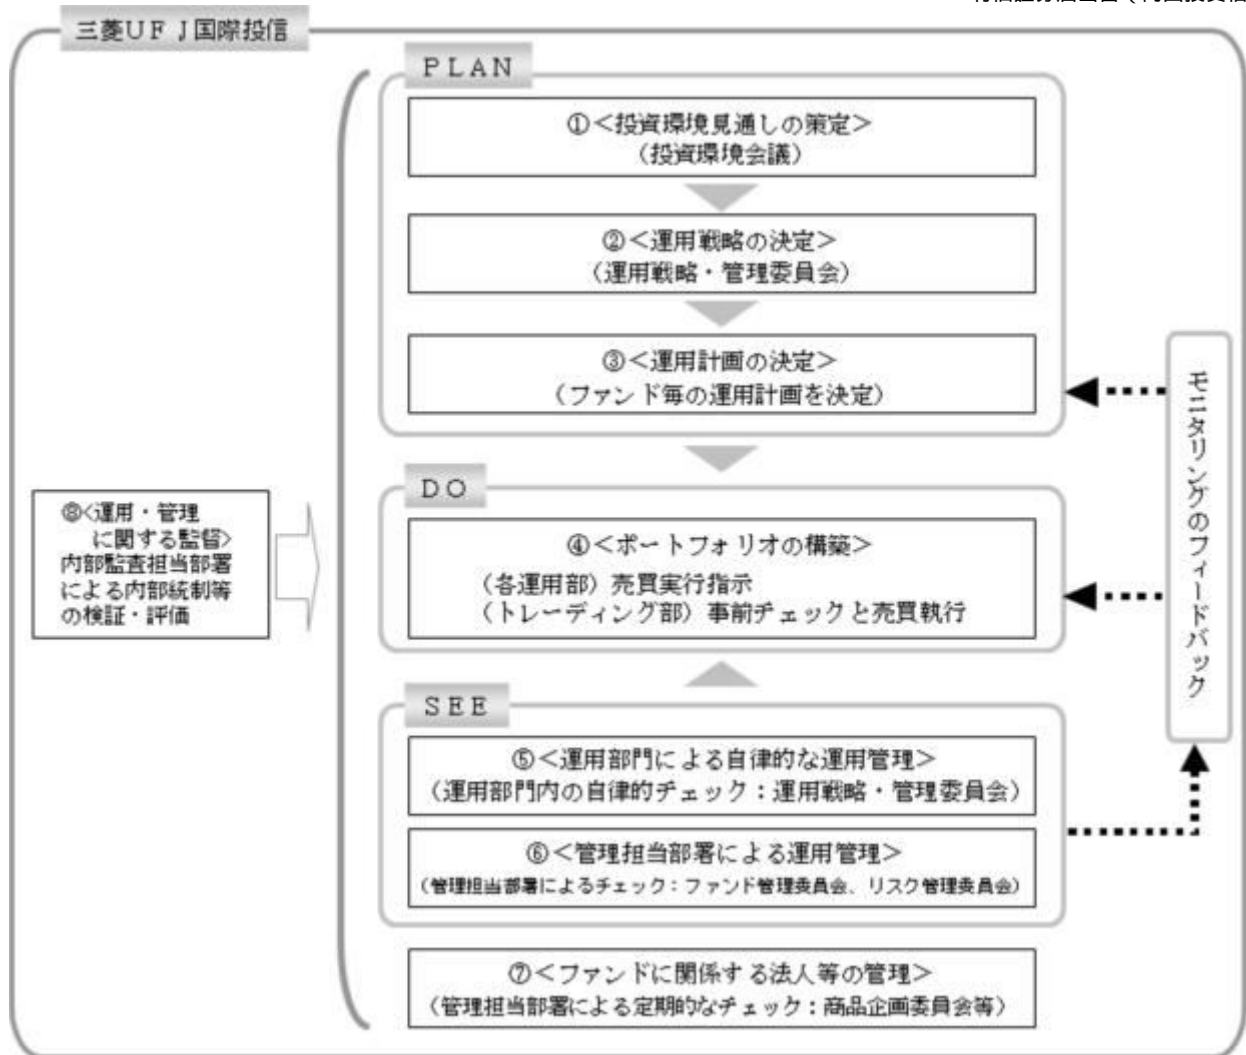 三菱UFJ国際投信
PLAN
①＜投資環境見通しの策定＞
（投資環境会議）
②＜運用戦略の決定＞
（運用戦略・管理委員会）
③＜運用計画の決定＞
（ファンド毎の運用計画を決定）
DO
④＜ポートフォリオの構築＞
（各運用部）売買実行指示
（トレーディング部）事前チェックと売買執行
SEE
⑤＜運用部門による自律的な運用管理＞
（運用部門内の自律的チェック：運用戦略・管理委員会）
⑥＜管理担当部署による運用管理＞
（管理担当部署によるチェック：ファンド管理委員会、リスク管理委員会）
⑦＜ファンドに関係する法人等の管理＞
（管理担当部署による定期的なチェック：商品企画委員会等）
⑧＜運用・管理
に関する監督＞
内部監査担当部署
による内部統制等
の検証・評価
モニタリングのフィードバック